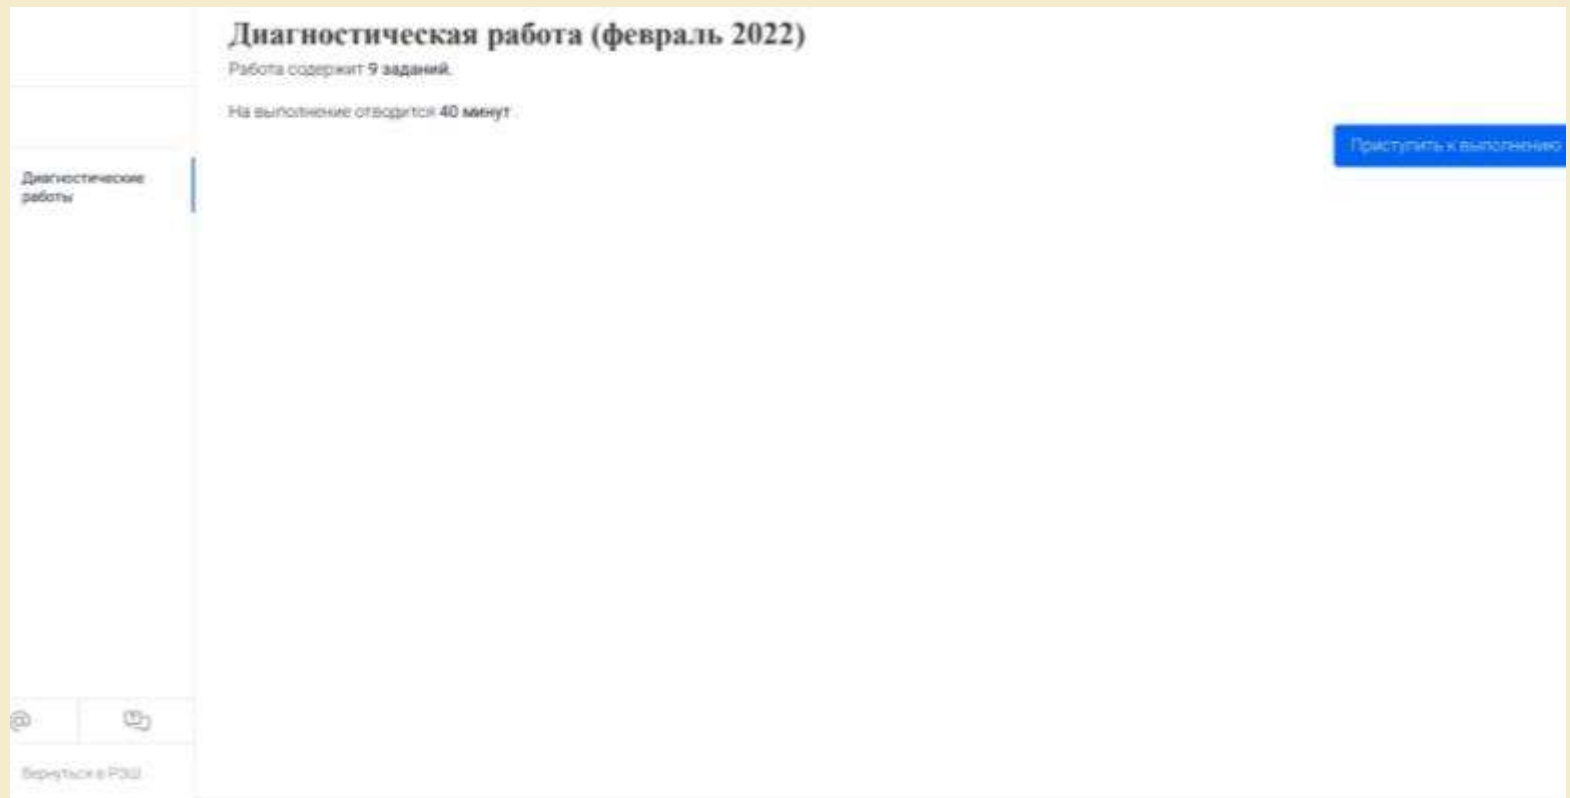 Диагностическая работа (февраль 2022)
Работа содержит 9 заданий.
На выполнение отводится 40 минут.
Приступить к выполнению
Диагностические
работы
Вернуться в РЭШ